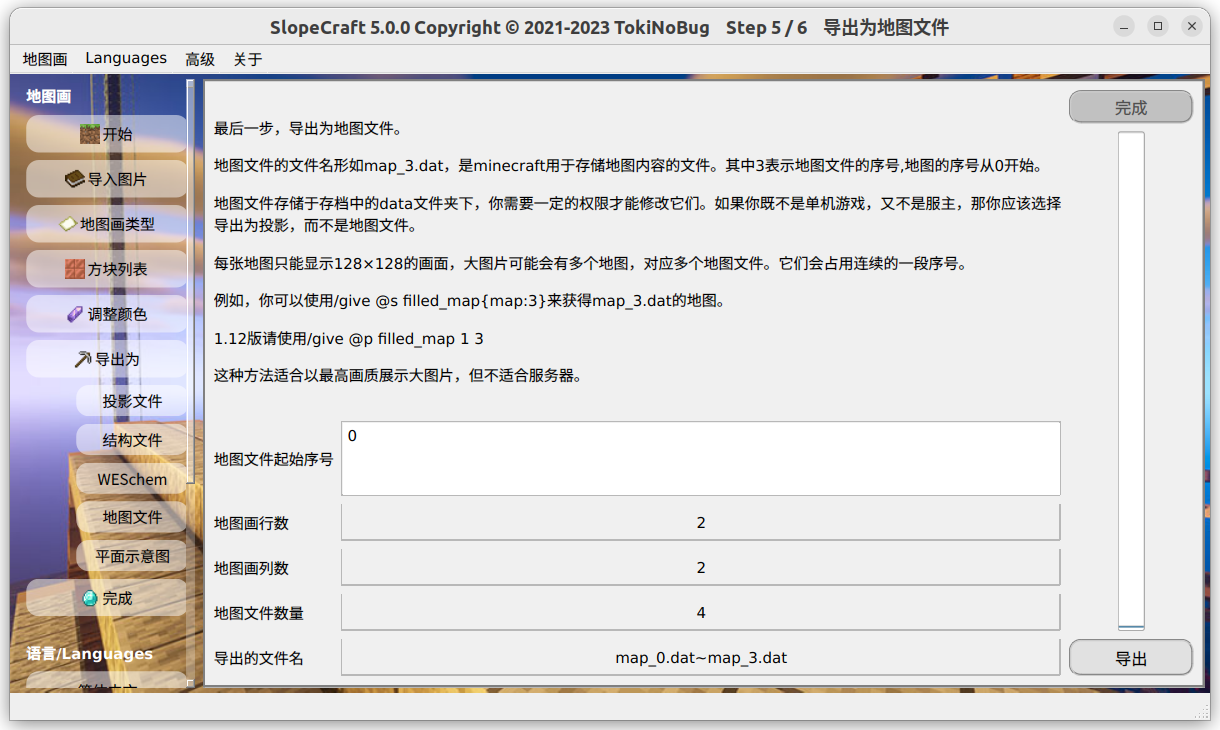 SlopeCraft 5.0.0 Copyright © 2021-2023 TokiNoBug Step 5 / 6 导出为地图文件
地图画 Languages 高级 关于
地图画
开始
导入图片
地图画类型
方块列表
调整颜色
导出为
投影文件
结构文件
WESchem
地图文件
平面示意图
完成
语言/Languages
简体中文
最后一步，导出为地图文件。
地图文件的文件名形如map_3.dat，是minecraft用于存储地图内容的文件。其中3表示地图文件的序号,地图的序号从0开始。
地图文件存储于存档中的data文件夹下，你需要一定的权限才能修改它们。如果你既不是单机游戏，又不是服主，那你应该选择
导出为投影，而不是地图文件。
每张地图只能显示128×128的画面，大图片可能会有多个地图，对应多个地图文件。它们会占用连续的一段序号。
例如，你可以使用/give @s filled_map{map:3}来获得map_3.dat的地图。
1.12版请使用/give @p filled_map 1 3
这种方法适合以最高画质展示大图片，但不适合服务器。
地图文件起始序号 0
地图画行数 2
地图画列数 2
地图文件数量 4
导出的文件名 map_0.dat~map_3.dat
完成
导出